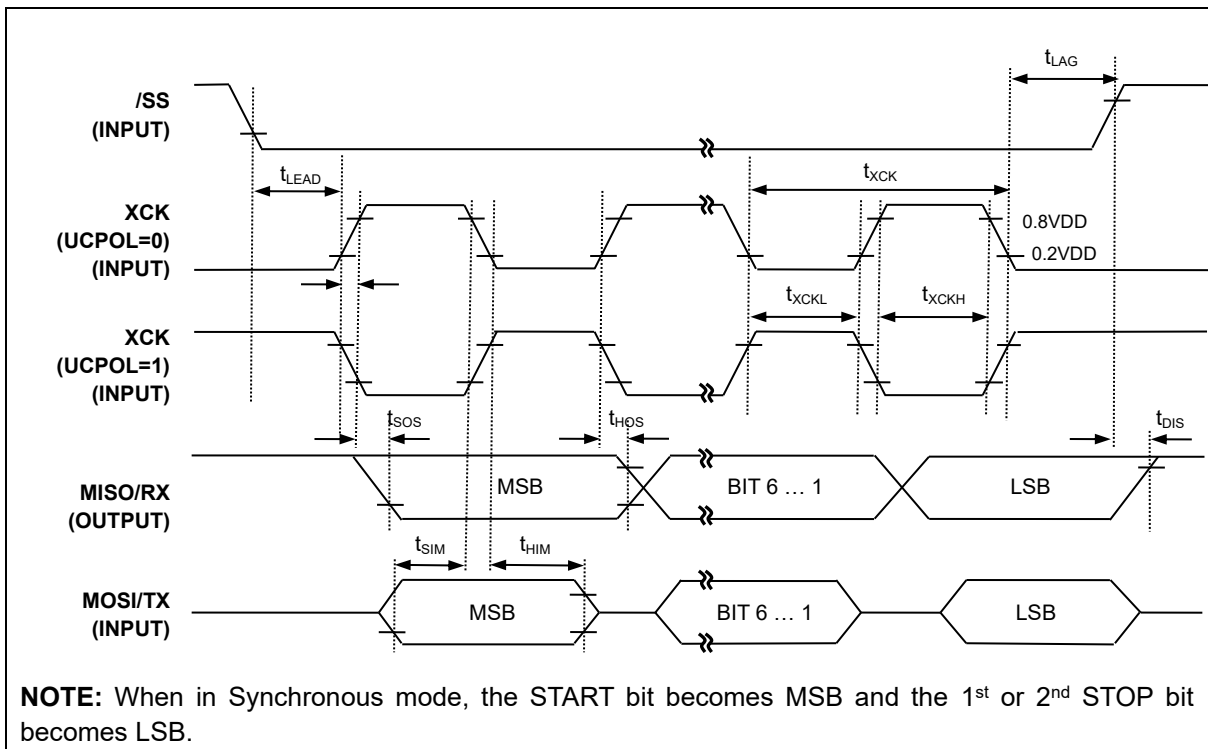 tLAG
/SS
(INPUT)
tLEAD
tXCK
XCK
(UCPOL=0)
(INPUT)
0.8VDD
0.2VDD
tXCKL
tXCKH
XCK
(UCPOL=1)
(INPUT)
tSOS
tHOS
tDIS
MISO/RX
(OUTPUT)
MSB
BIT 6 … 1
LSB
tSIM
tHIM
MOSI/TX
(INPUT)
MSB
BIT 6 … 1
LSB
NOTE: When in Synchronous mode, the START bit becomes MSB and the 1st or 2nd STOP bit
becomes LSB.